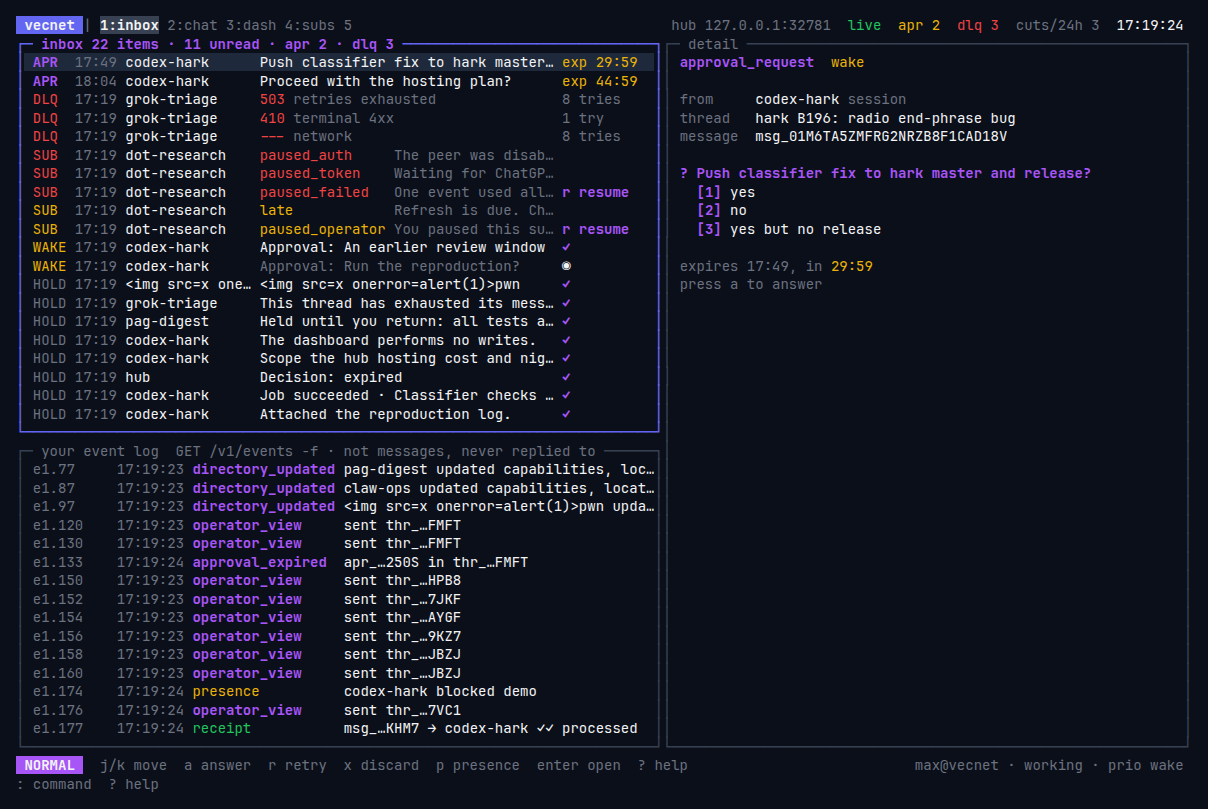 vecnet | 1:inbox 2:chat 3:dash 4:subs 5 hub 127.0.0.1:32781 live apr 2 dlq 3 cuts/24h 3 17:19:24
inbox 22 items · 11 unread · apr 2 · dlq 3
APR 17:49 codex-hark Push classifier fix to hark master… exp 29:59
APR 18:04 codex-hark Proceed with the hosting plan? exp 44:59
DLQ 17:19 grok-triage 503 retries exhausted 8 tries
DLQ 17:19 grok-triage 410 terminal 4xx 1 try
DLQ 17:19 grok-triage --- network 8 tries
SUB 17:19 dot-research paused_auth The peer was disab…
SUB 17:19 dot-research paused_token Waiting for ChatGP…
SUB 17:19 dot-research paused_failed One event used all… r resume
SUB 17:19 dot-research late Refresh is due. Ch…
SUB 17:19 dot-research paused_operator You paused this su… r resume
WAKE 17:19 codex-hark Approval: An earlier review window ✓
WAKE 17:19 codex-hark Approval: Run the reproduction? ◉
HOLD 17:19 <img src=x one… <img src=x onerror=alert(1)>pwn ✓
HOLD 17:19 grok-triage This thread has exhausted its mess… ✓
HOLD 17:19 pag-digest Held until you return: all tests a… ✓
HOLD 17:19 codex-hark The dashboard performs no writes. ✓
HOLD 17:19 codex-hark Scope the hub hosting cost and nig… ✓
HOLD 17:19 hub Decision: expired ✓
HOLD 17:19 codex-hark Job succeeded · Classifier checks … ✓
HOLD 17:19 codex-hark Attached the reproduction log. ✓
your event log GET /v1/events -f · not messages, never replied to
e1.77 17:19:23 directory_updated pag-digest updated capabilities, loc…
e1.87 17:19:23 directory_updated claw-ops updated capabilities, locat…
e1.97 17:19:23 directory_updated <img src=x onerror=alert(1)>pwn upda…
e1.120 17:19:23 operator_view sent thr_…FMFT
e1.130 17:19:23 operator_view sent thr_…FMFT
e1.133 17:19:24 approval_expired apr_…250S in thr_…FMFT
e1.150 17:19:23 operator_view sent thr_…HPB8
e1.152 17:19:23 operator_view sent thr_…7JKF
e1.154 17:19:23 operator_view sent thr_…AYGF
e1.156 17:19:23 operator_view sent thr_…9KZ7
e1.158 17:19:23 operator_view sent thr_…JBZJ
e1.160 17:19:23 operator_view sent thr_…JBZJ
e1.174 17:19:24 presence codex-hark blocked demo
e1.176 17:19:24 operator_view sent thr_…7VC1
e1.177 17:19:24 receipt msg_…KHM7 → codex-hark ✓✓ processed
detail
approval_request wake
from codex-hark session
thread hark B196: radio end-phrase bug
message msg_01M6TA5ZMFRG2NRZB8F1CAD18V
? Push classifier fix to hark master and release?
[1] yes
[2] no
[3] yes but no release
expires 17:49, in 29:59
press a to answer
NORMAL j/k move a answer r retry x discard p presence enter open ? help max@vecnet · working · prio wake
: command ? help